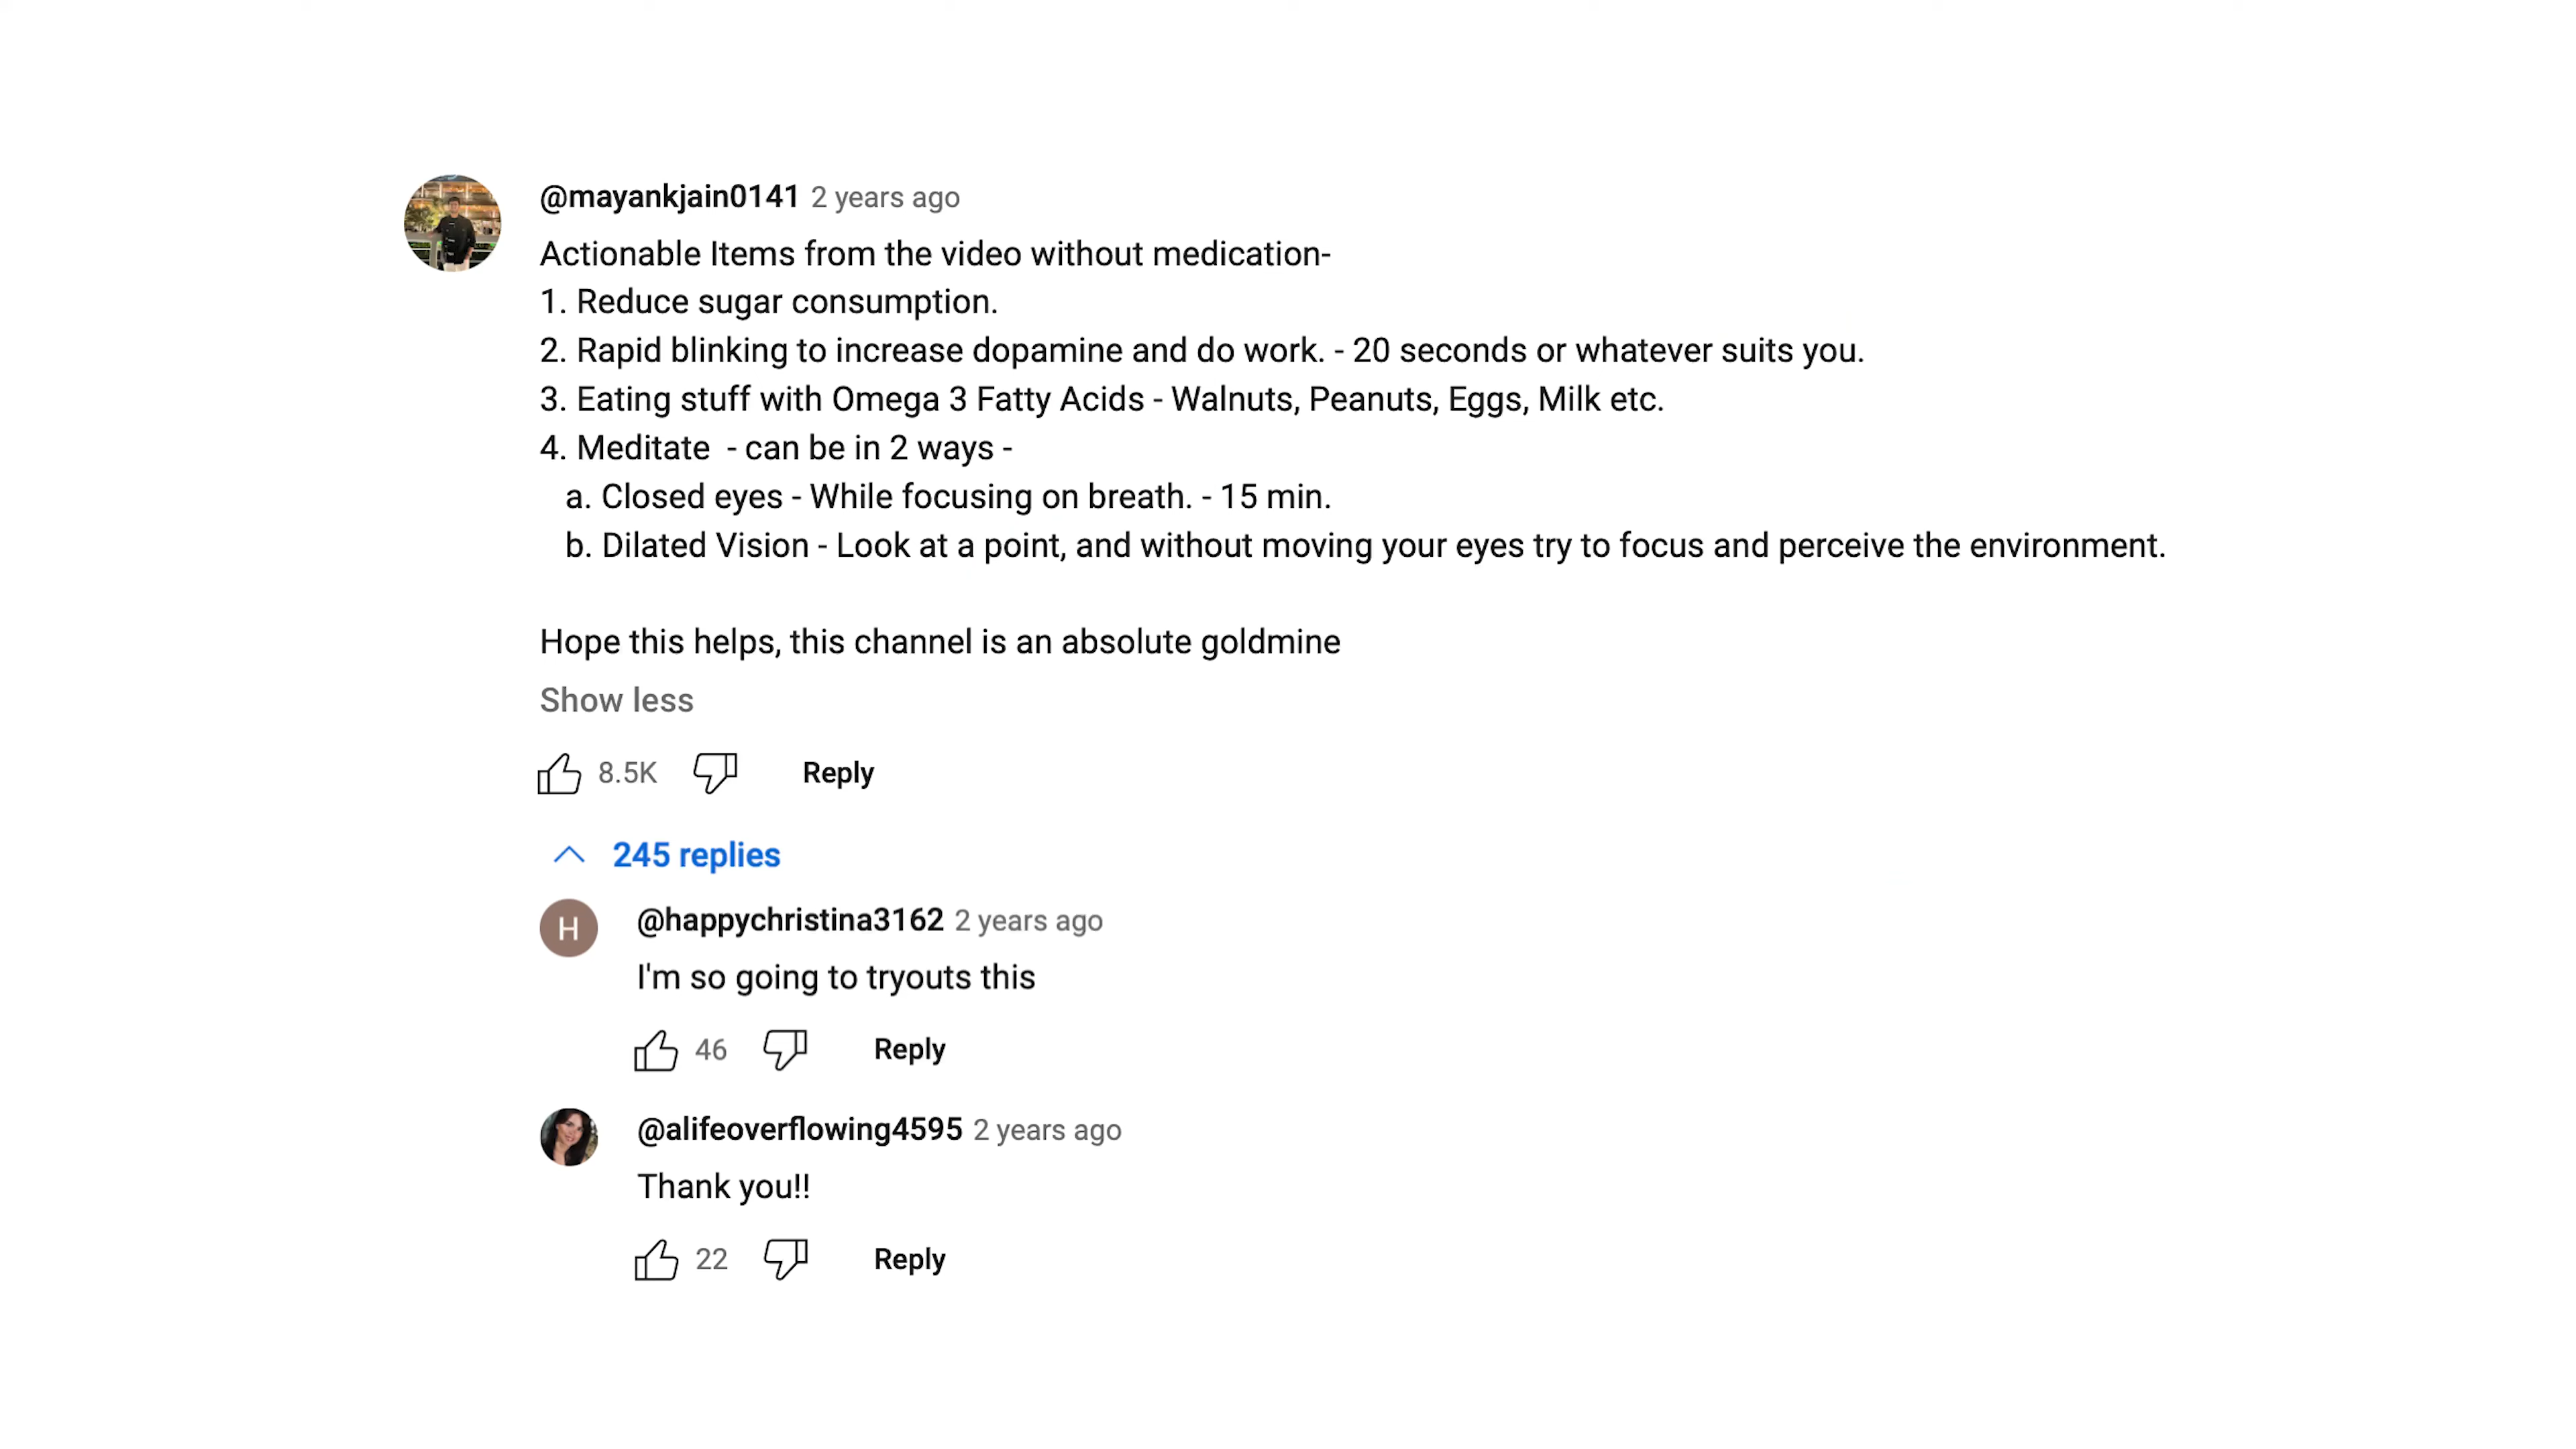 @mayankjain0141 2 years ago
Actionable Items from the video without medication-
1. Reduce sugar consumption.
2. Rapid blinking to increase dopamine and do work. - 20 seconds or whatever suits you.
3. Eating stuff with Omega 3 Fatty Acids - Walnuts, Peanuts, Eggs, Milk etc.
4. Meditate  - can be in 2 ways -
a. Closed eyes - While focusing on breath. - 15 min.
b. Dilated Vision - Look at a point, and without moving your eyes try to focus and perceive the environment.
Hope this helps, this channel is an absolute goldmine
Show less
8.5K Reply
245 replies
H
@happychristina3162 2 years ago
I'm so going to tryouts this
46 Reply
@alifeoverflowing4595 2 years ago
Thank you!!
22 Reply